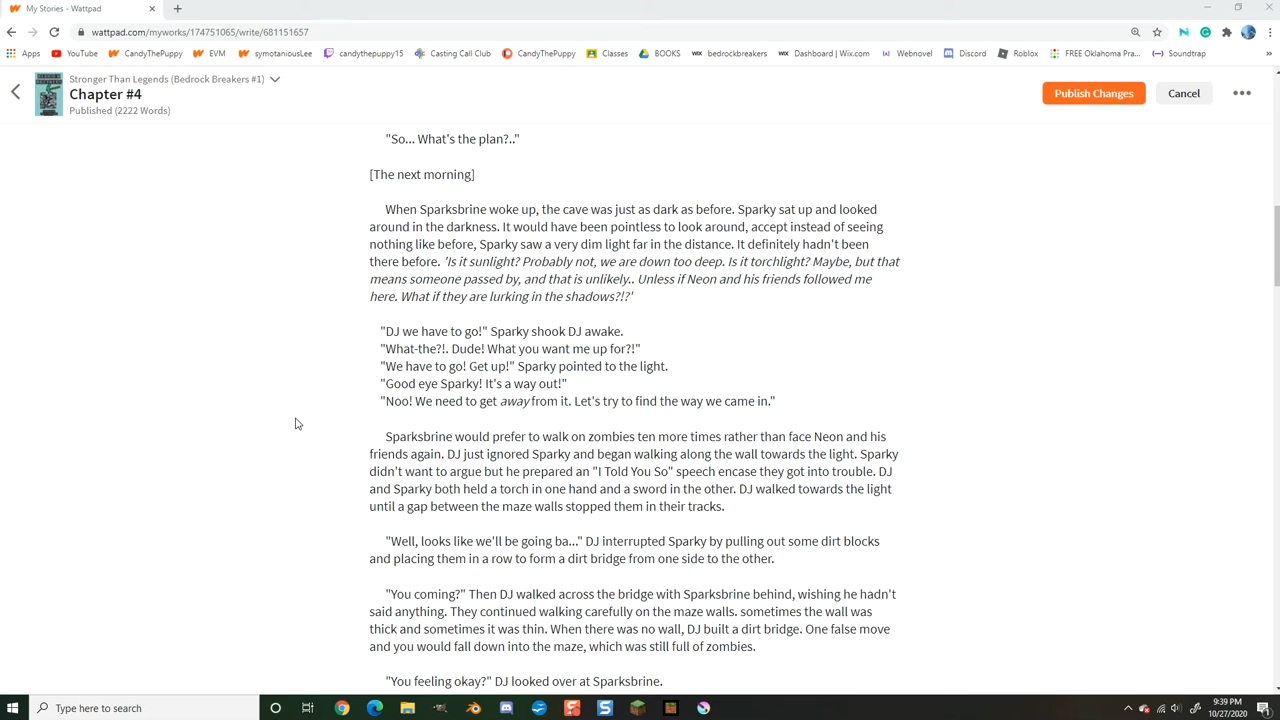 My Stories - Wattpad
wattpad.com/myworks/174751065/write/681151657
Apps YouTube CandyThePuppy EVM symotaniousLee candythepuppy15 Casting Call Club CandyThePuppy Classes BOOKS bedrockbreakers Dashboard | Wix.com Webnovel Discord Roblox FREE Oklahoma Pra... Soundtrap
Stronger Than Legends (Bedrock Breakers #1)
Chapter #4
Published (2222 Words)
Publish Changes Cancel
"So... What's the plan?.."
[The next morning]
When Sparksbrine woke up, the cave was just as dark as before. Sparky sat up and looked
around in the darkness. It would have been pointless to look around, accept instead of seeing
nothing like before, Sparky saw a very dim light far in the distance. It definitely hadn't been
there before. 'Is it sunlight? Probably not, we are down too deep. Is it torchlight? Maybe, but that
means someone passed by, and that is unlikely.. Unless if Neon and his friends followed me
here. What if they are lurking in the shadows?!?'
"DJ we have to go!" Sparky shook DJ awake.
"What-the?!. Dude! What you want me up for?!"
"We have to go! Get up!" Sparky pointed to the light.
"Good eye Sparky! It's a way out!"
"Noo! We need to get away from it. Let's try to find the way we came in."
Sparksbrine would prefer to walk on zombies ten more times rather than face Neon and his
friends again. DJ just ignored Sparky and began walking along the wall towards the light. Sparky
didn't want to argue but he prepared an "I Told You So" speech encase they got into trouble. DJ
and Sparky both held a torch in one hand and a sword in the other. DJ walked towards the light
until a gap between the maze walls stopped them in their tracks.
"Well, looks like we'll be going ba..." DJ interrupted Sparky by pulling out some dirt blocks
and placing them in a row to form a dirt bridge from one side to the other.
"You coming?" Then DJ walked across the bridge with Sparksbrine behind, wishing he hadn't
said anything. They continued walking carefully on the maze walls. sometimes the wall was
thick and sometimes it was thin. When there was no wall, DJ built a dirt bridge. One false move
and you would fall down into the maze, which was still full of zombies.
"You feeling okay?" DJ looked over at Sparksbrine.
Type here to search
9:39 PM
10/27/2020